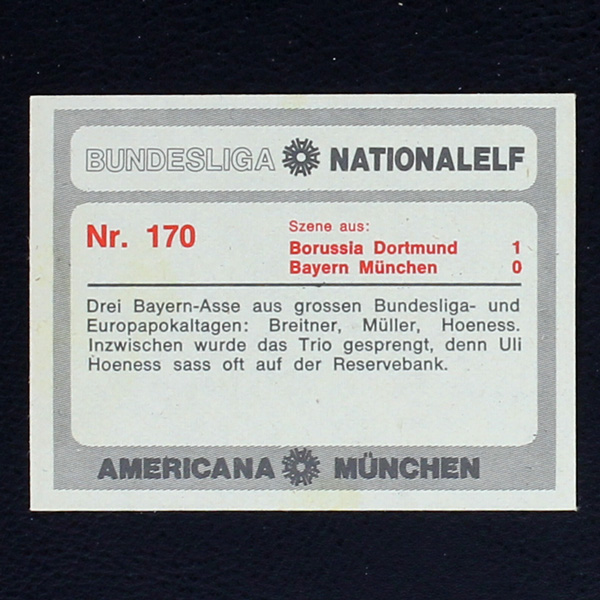 BUNDESLIGA NATIONALELF
Nr. 170
Szene aus:
Borussia Dortmund 1
Bayern München 0
Drei Bayern-Asse aus grossen Bundesliga- und
Europapokaltagen: Breitner, Müller, Hoeness.
Inzwischen wurde das Trio gesprengt, denn Uli
Hoeness sass oft auf der Reservebank.
AMERICANA MÜNCHEN